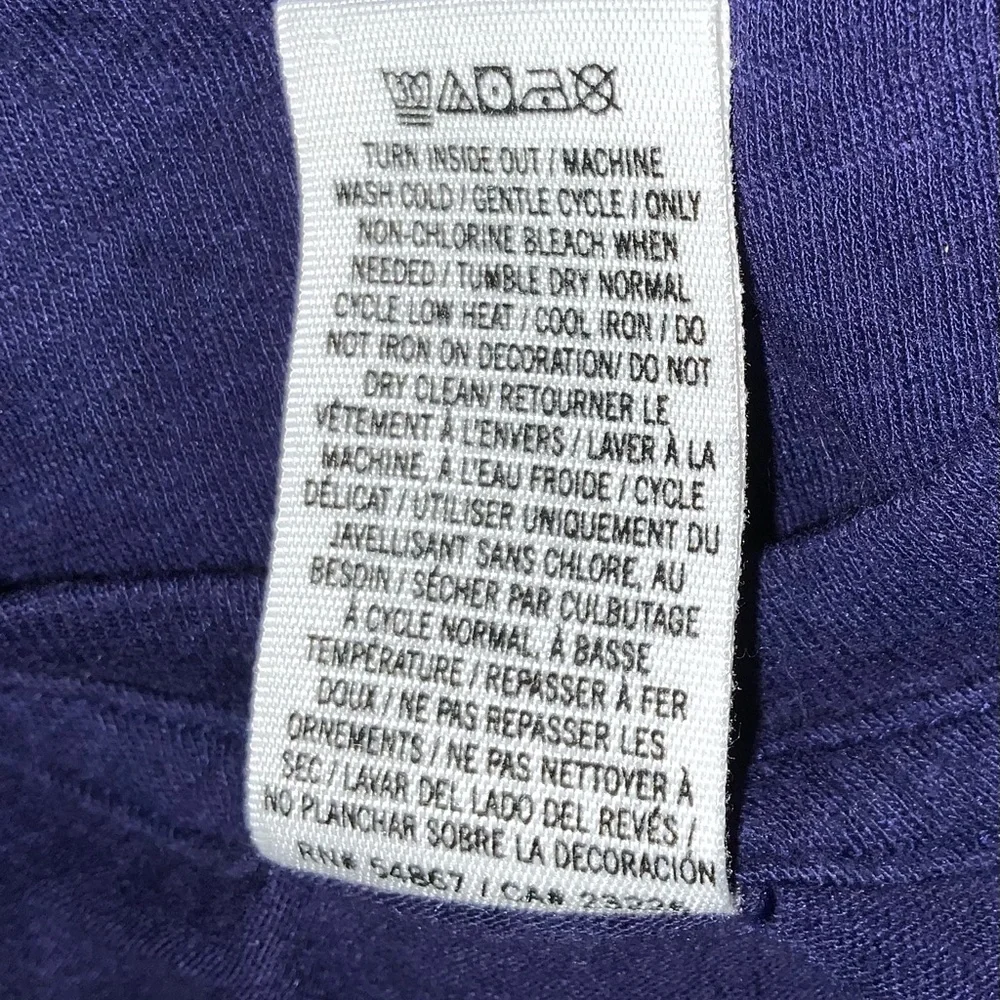 30
TURN INSIDE OUT / MACHINE
WASH COLD / GENTLE CYCLE / ONLY
NON-CHLORINE BLEACH WHEN
NEEDED / TUMBLE DRY NORMAL
CYCLE LOW HEAT / COOL IRON / DO
NOT IRON ON DECORATION/ DO NOT
DRY CLEAN/ RETOURNER LE
VÊTEMENT À L'ENVERS / LAVER À LA
MACHINE, À L'EAU FROIDE / CYCLE
DÉLICAT / UTILISER UNIQUEMENT DU
JAVELLISANT SANS CHLORE, AU
BESOIN / SÉCHER PAR CULBUTAGE
À CYCLE NORMAL, À BASSE
TEMPÉRATURE / REPASSER À FER
DOUX / NE PAS REPASSER LES
ORNEMENTS / NE PAS NETTOYER À
SEC / LAVAR DEL LADO DEL REVÉS /
NO PLANCHAR SOBRE LA DECORACIÓN
RN# 54867 / CA#